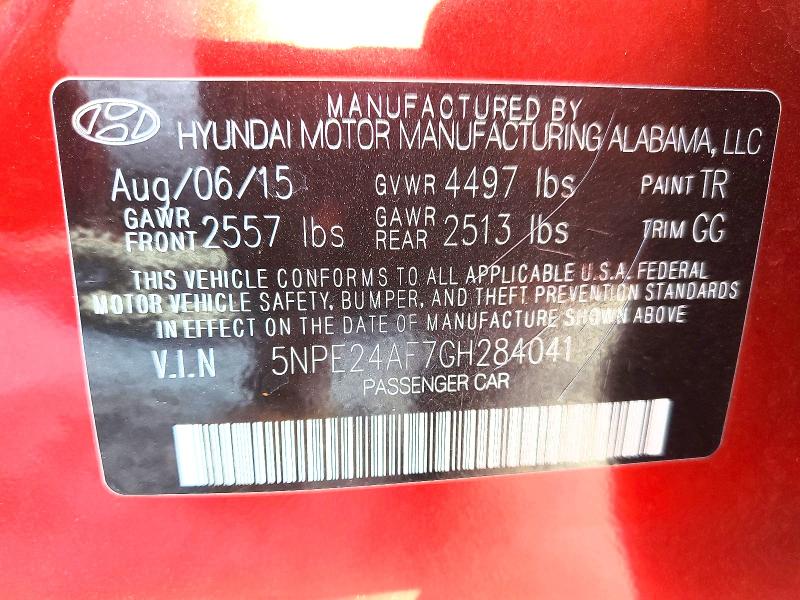 MANUFACTURED BY
HYUNDAI MOTOR MANUFACTURING ALABAMA, LLC
Aug/06/15 GVWR 4497 lbs PAINT TR
GAWR FRONT 2557 lbs GAWR REAR 2513 lbs TRIM GG
THIS VEHICLE CONFORMS TO ALL APPLICABLE U.S.A. FEDERAL
MOTOR VEHICLE SAFETY, BUMPER, AND THEFT PREVENTION STANDARDS
IN EFFECT ON THE DATE OF MANUFACTURE SHOWN ABOVE
V.I.N 5NPE24AF7GH284041
PASSENGER CAR